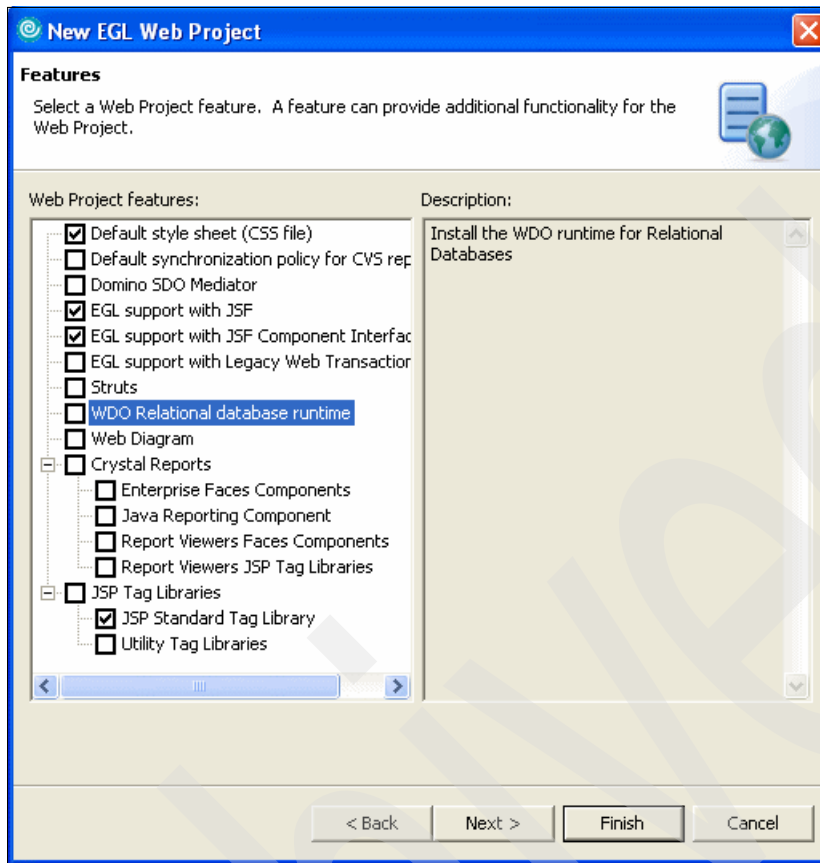 New EGL Web Project
Features
Select a Web Project feature. A feature can provide additional functionality for the
Web Project.
Web Project features:
Description:
Default style sheet (CSS file)
Default synchronization policy for CVS rep
Domino SDO Mediator
EGL support with JSF
EGL support with JSF Component Interfac
EGL support with Legacy Web Transaction
Struts
WDO Relational database runtime
Web Diagram
Crystal Reports
Enterprise Faces Components
Java Reporting Component
Report Viewers Faces Components
Report Viewers JSP Tag Libraries
JSP Tag Libraries
JSP Standard Tag Library
Utility Tag Libraries
Install the WDO runtime for Relational
Databases
< Back
Next >
Finish
Cancel